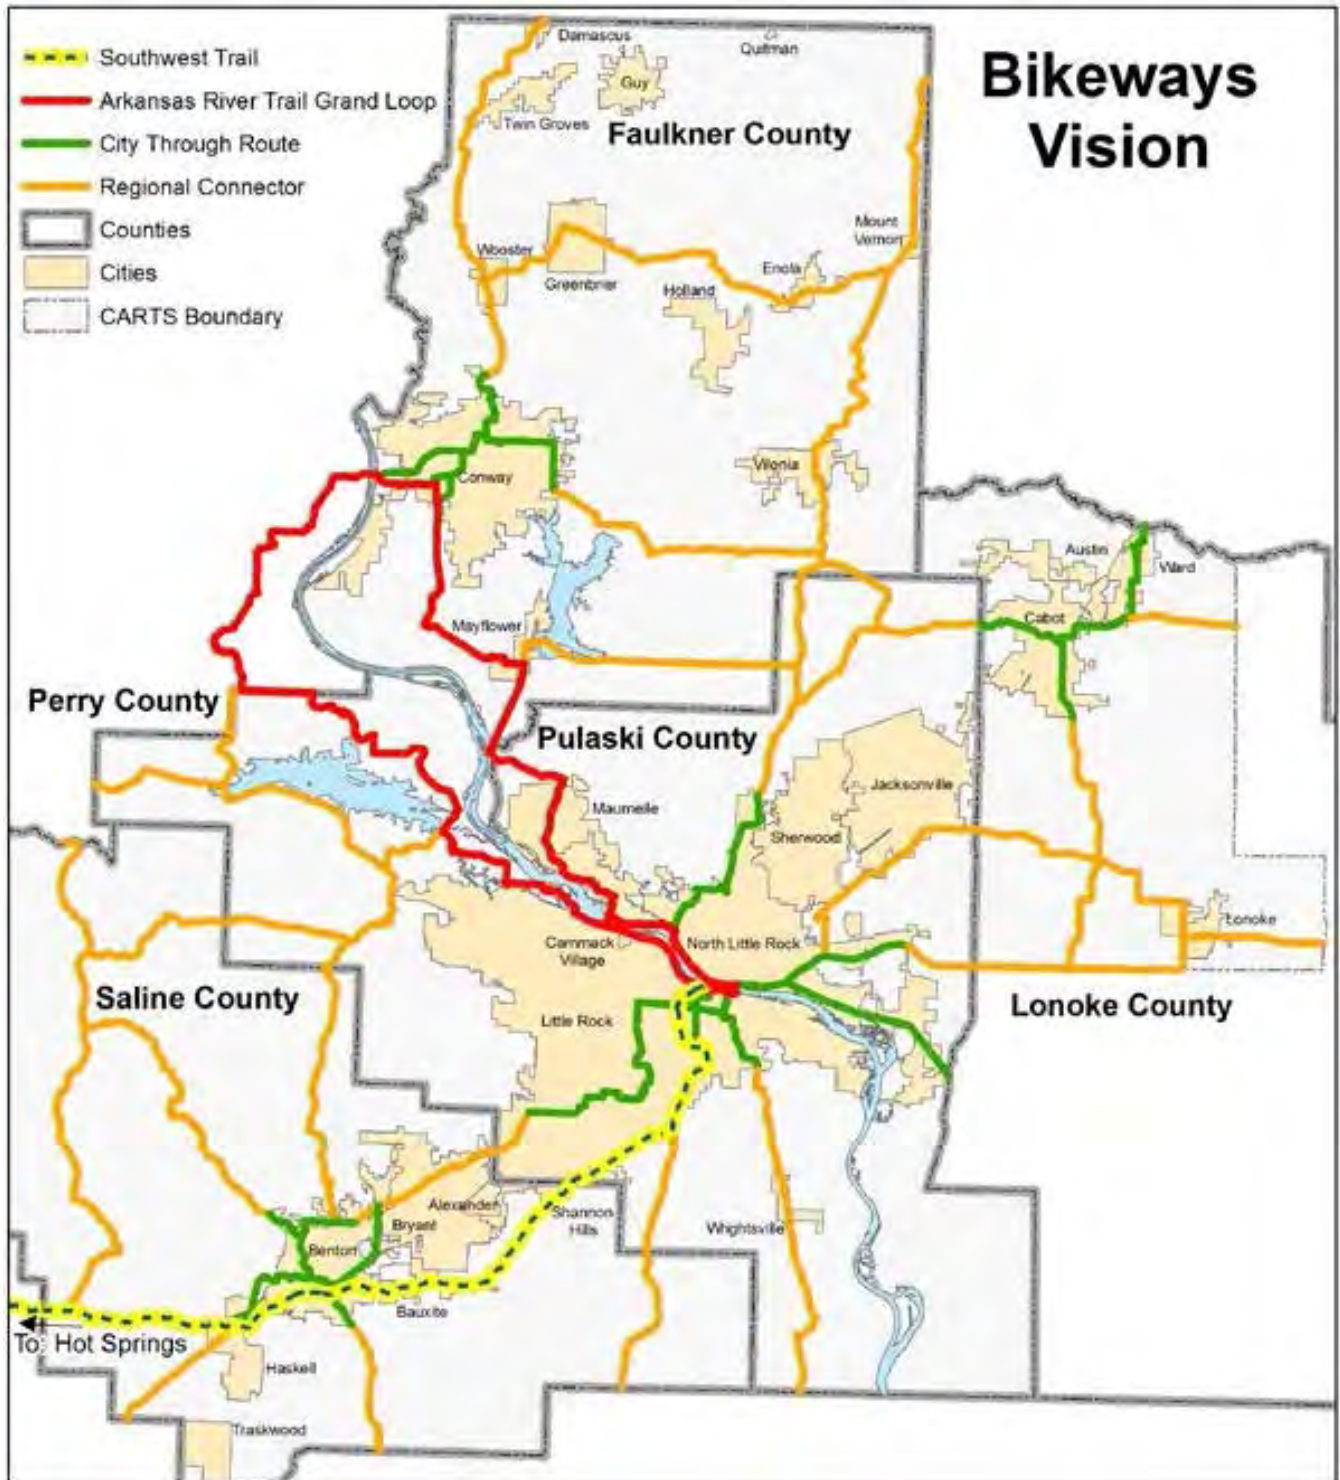 Bikeways
Vision
Southwest Trail
Arkansas River Trail Grand Loop
City Through Route
Regional Connector
Counties
Cities
CARTS Boundary
Damascus
Quitman
Guy
Twin Groves
Faulkner County
Mount
Vernon
Wooster
Enola
Greenbrier
Holland
Vilonia
Conway
Austin
Ward
Cabot
Mayflower
Perry County
Pulaski County
Jacksonville
Maumelle
Sherwood
Lonoke
North Little Rock
Cammack
Village
Saline County
Lonoke County
Little Rock
Alexander
Shannon
Hills
Bryant
Wrightsville
Benton
Bauxite
To: Hot Springs
Haskell
Traskwood